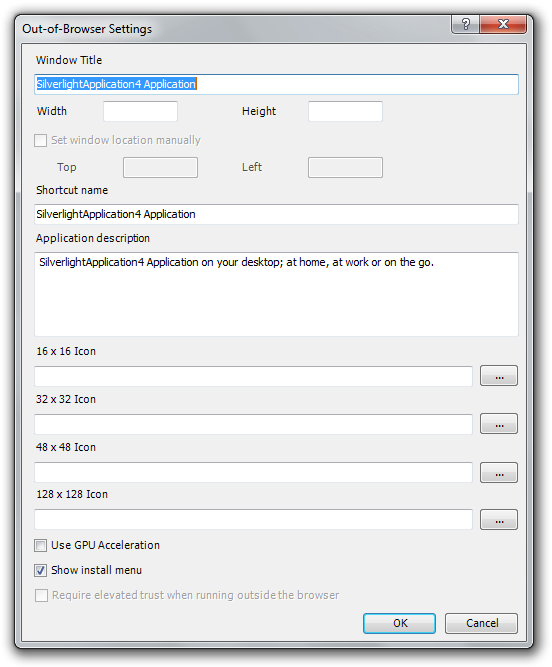 Out-of-Browser Settings
?
Window Title
SilverlightApplication4 Application
Width Height
Set window location manually
Top Left
Shortcut name
SilverlightApplication4 Application
Application description
SilverlightApplication4 Application on your desktop; at home, at work or on the go.
16 x 16 Icon
...
32 x 32 Icon
...
48 x 48 Icon
...
128 x 128 Icon
...
Use GPU Acceleration
Show install menu
Require elevated trust when running outside the browser
OK Cancel